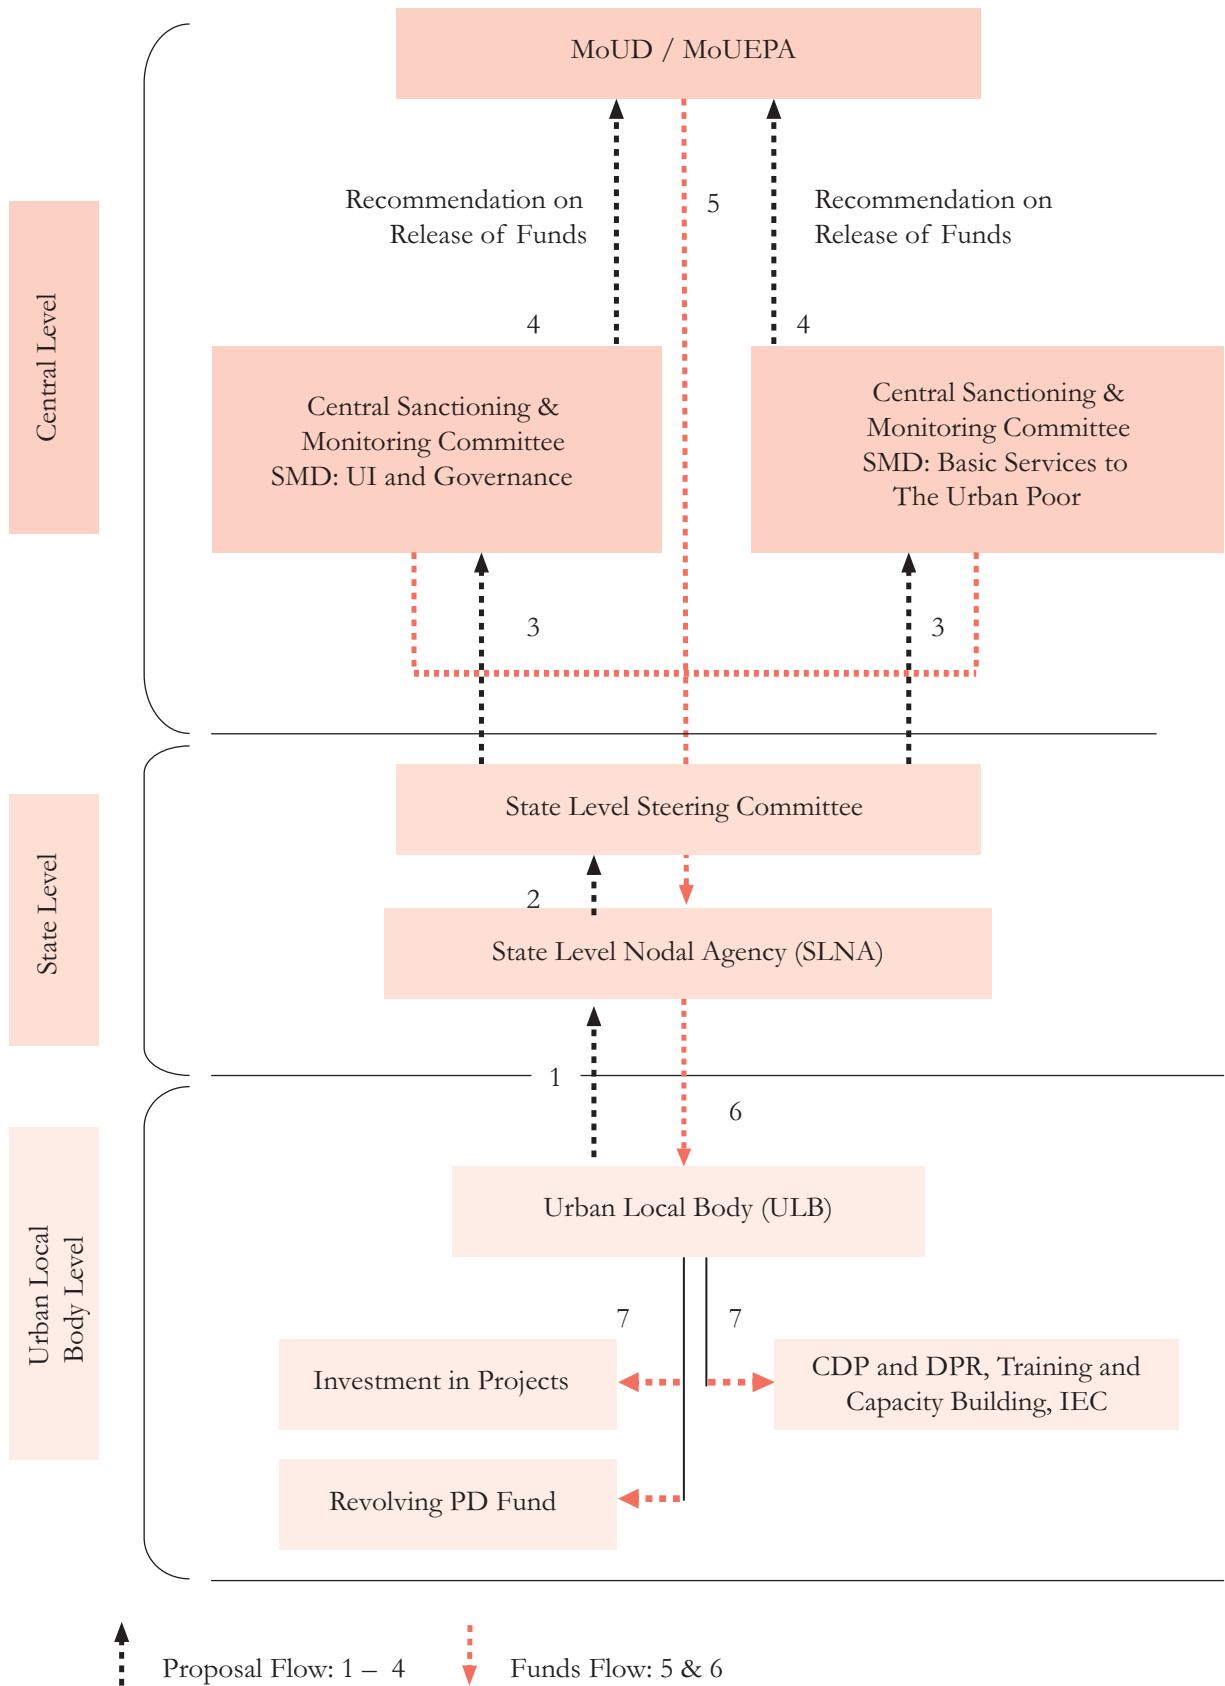 MoUD / MoUEPA
Recommendation on
Release of Funds
5
Recommendation on
Release of Funds
4
4
Central Level
Central Sanctioning &
Monitoring Committee
SMD: UI and Governance
Central Sanctioning &
Monitoring Committee
SMD: Basic Services to
The Urban Poor
3
3
State Level
State Level Steering Committee
2
State Level Nodal Agency (SLNA)
1
6
Urban Local
Body Level
Urban Local Body (ULB)
7
7
Investment in Projects
CDP and DPR, Training and
Capacity Building, IEC
Revolving PD Fund
Proposal Flow: 1 – 4
Funds Flow: 5 & 6